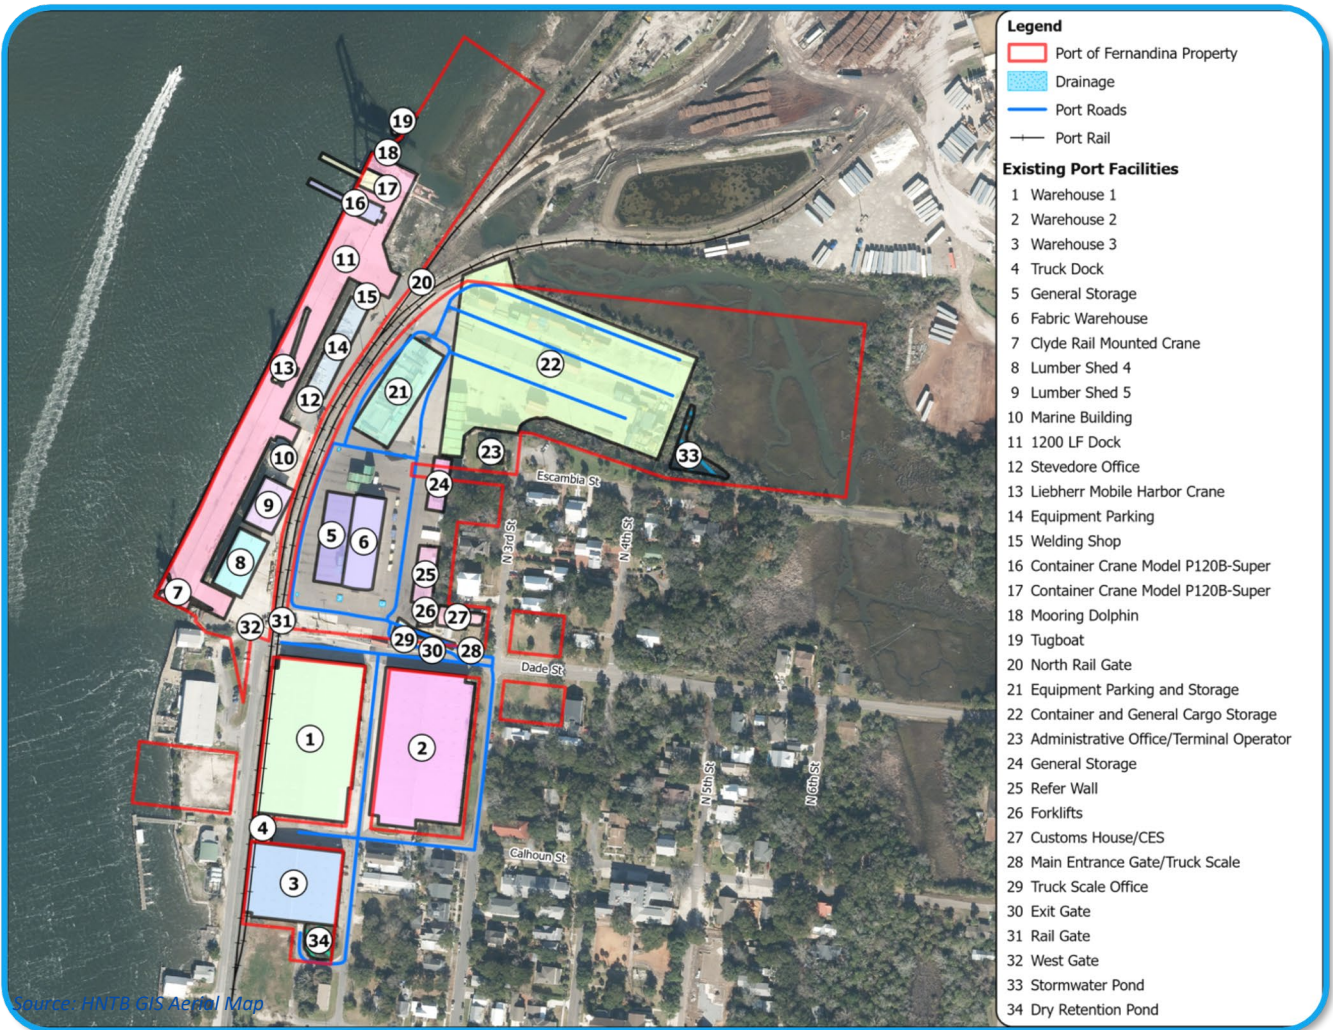 Legend
Port of Fernandina Property
Drainage
Port Roads
Port Rail
Existing Port Facilities
1 Warehouse 1
2 Warehouse 2
3 Warehouse 3
4 Truck Dock
5 General Storage
6 Fabric Warehouse
7 Clyde Rail Mounted Crane
8 Lumber Shed 4
9 Lumber Shed 5
10 Marine Building
11 1200 LF Dock
12 Stevedore Office
13 Liebherr Mobile Harbor Crane
14 Equipment Parking
15 Welding Shop
16 Container Crane Model P120B-Super
17 Container Crane Model P120B-Super
18 Mooring Dolphin
19 Tugboat
20 North Rail Gate
21 Equipment Parking and Storage
22 Container and General Cargo Storage
23 Administrative Office/Terminal Operator
24 General Storage
25 Refer Wall
26 Forklifts
27 Customs House/CES
28 Main Entrance Gate/Truck Scale
29 Truck Scale Office
30 Exit Gate
31 Rail Gate
32 West Gate
33 Stormwater Pond
34 Dry Retention Pond
19
18
17
16
11
20
15
14
22
13
21
12
23
33
10
24
Escambia St
9
5
6
N 3rd St
N 4th St
8
25
7
26
27
31
32
29
30
28
Dade St
1
2
N 5th St
N 6th St
4
Calhoun St
3
34
Source: HNTB GIS Aerial Map